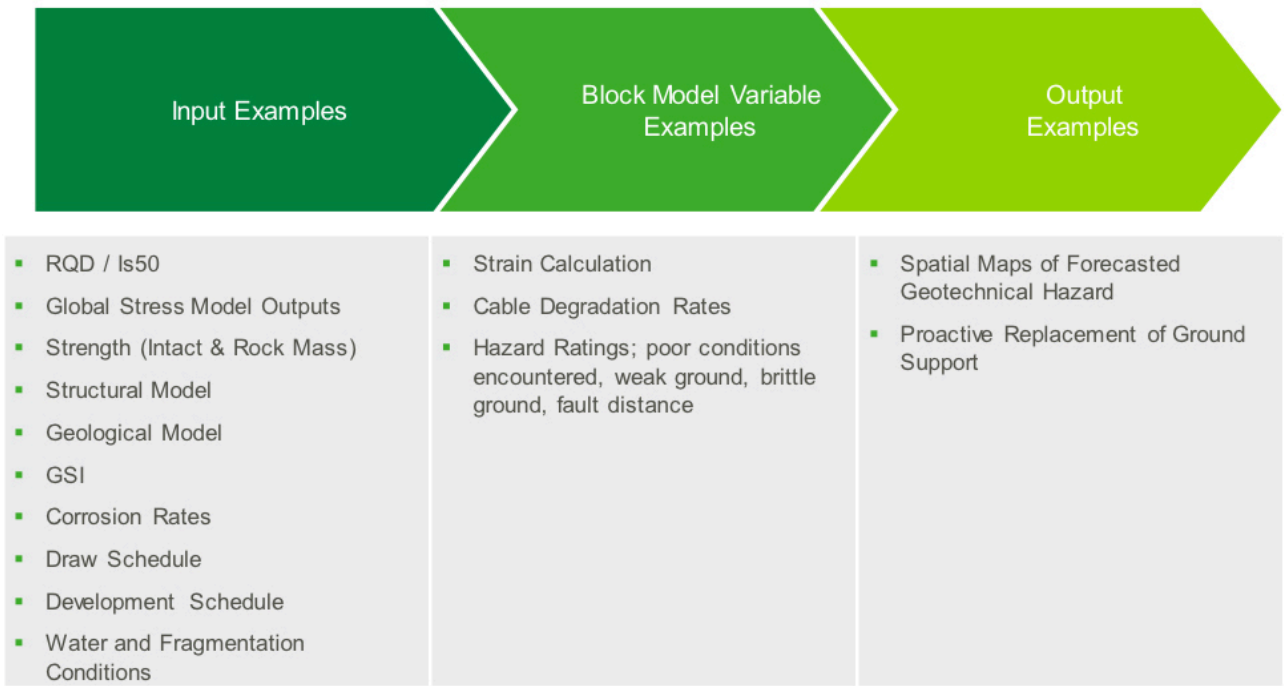 Input Examples
Block Model Variable
Examples
Output
Examples
RQD / Is50
Global Stress Model Outputs
Strength (Intact & Rock Mass)
Structural Model
Geological Model
GSI
Corrosion Rates
Draw Schedule
Development Schedule
Water and Fragmentation
Conditions
Strain Calculation
Cable Degradation Rates
Hazard Ratings; poor conditions
encountered, weak ground, brittle
ground, fault distance
Spatial Maps of Forecasted
Geotechnical Hazard
Proactive Replacement of Ground
Support